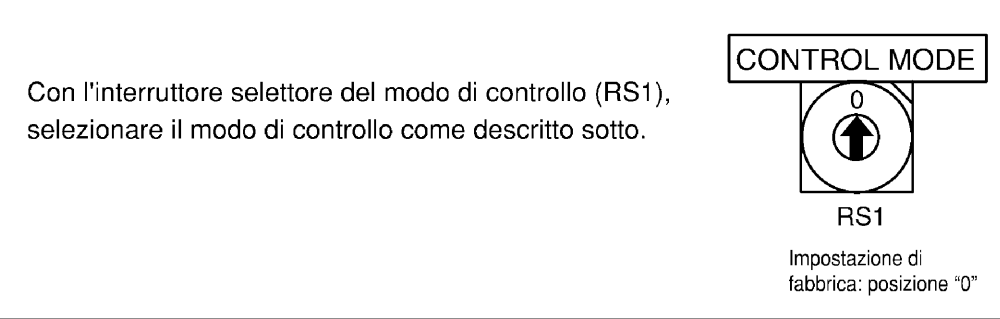 Con l'interruttore selettore del modo di controllo (RS1),
selezionare il modo di controllo come descritto sotto.
CONTROL MODE
0
RS1
Impostazione di
fabbrica: posizione “0”